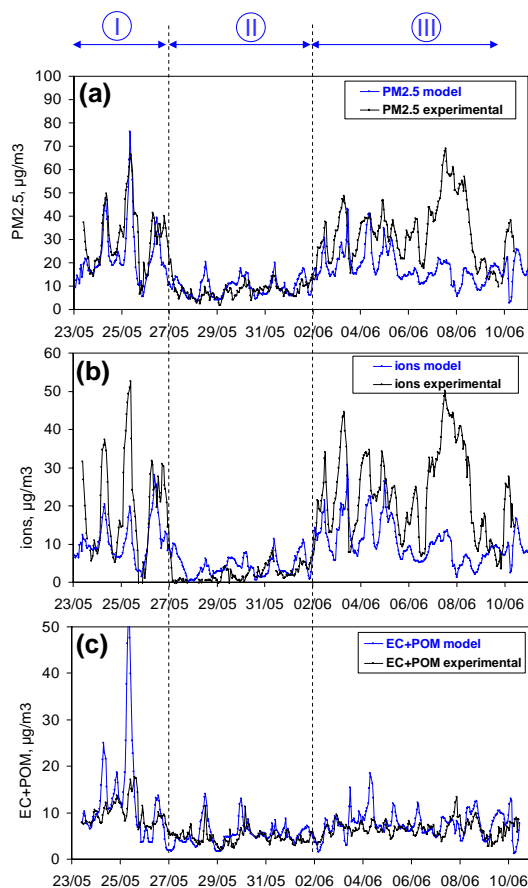 I II III
(a)
PM2.5 model
PM2.5 experimental
PM2.5, µg/m3
100
90
80
70
60
50
40
30
20
10
0
23/05 25/05 27/05 29/05 31/05 02/06 04/06 06/06 08/06 10/06
(b)
ions model
ions experimental
ions, µg/m3
60
50
40
30
20
10
0
23/05 25/05 27/05 29/05 31/05 02/06 04/06 06/06 08/06 10/06
(c)
EC+POM model
EC+POM experimental
EC+POM, µg/m3
50
40
30
20
10
0
23/05 25/05 27/05 29/05 31/05 02/06 04/06 06/06 08/06 10/06